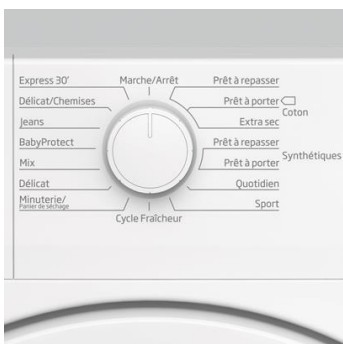 Express 30'
Marche/Arrêt
Prêt à repasser
Délicat/Chemises
Prêt à porter
Coton
Jeans
Extra sec
BabyProtect
Prêt à repasser
Synthétiques
Mix
Prêt à porter
Délicat
Quotidien
Minuterie/
Panier de séchage
Sport
Cycle Fraîcheur